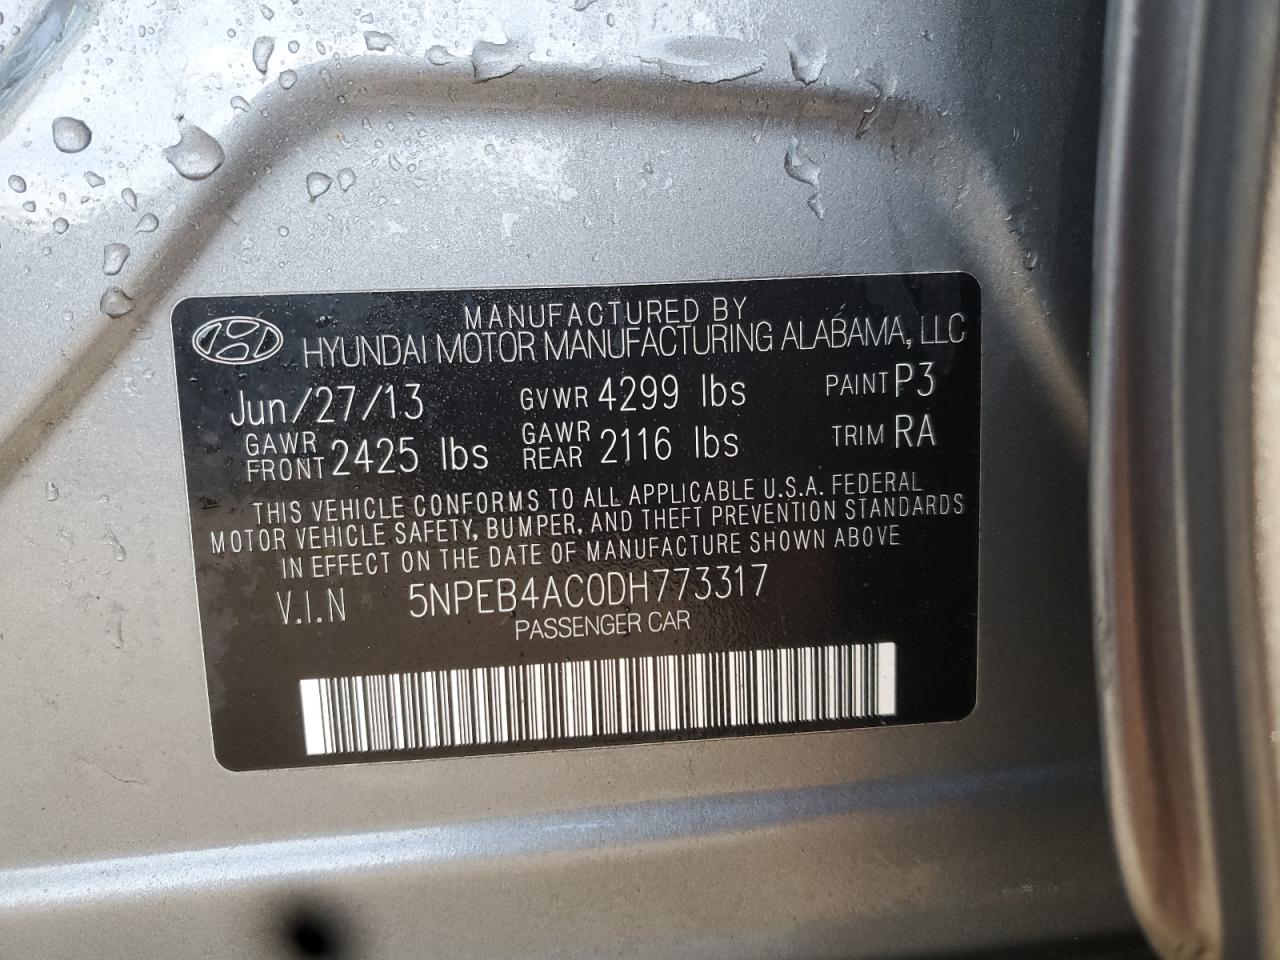 MANUFACTURED BY
HYUNDAI MOTOR MANUFACTURING ALABAMA, LLC
Jun/27/13 GVWR 4299 lbs PAINT P3
GAWR FRONT 2425 lbs GAWR REAR 2116 lbs TRIM RA
THIS VEHICLE CONFORMS TO ALL APPLICABLE U.S.A. FEDERAL
MOTOR VEHICLE SAFETY, BUMPER, AND THEFT PREVENTION STANDARDS
IN EFFECT ON THE DATE OF MANUFACTURE SHOWN ABOVE
V.I.N 5NPEB4AC0DH773317
PASSENGER CAR